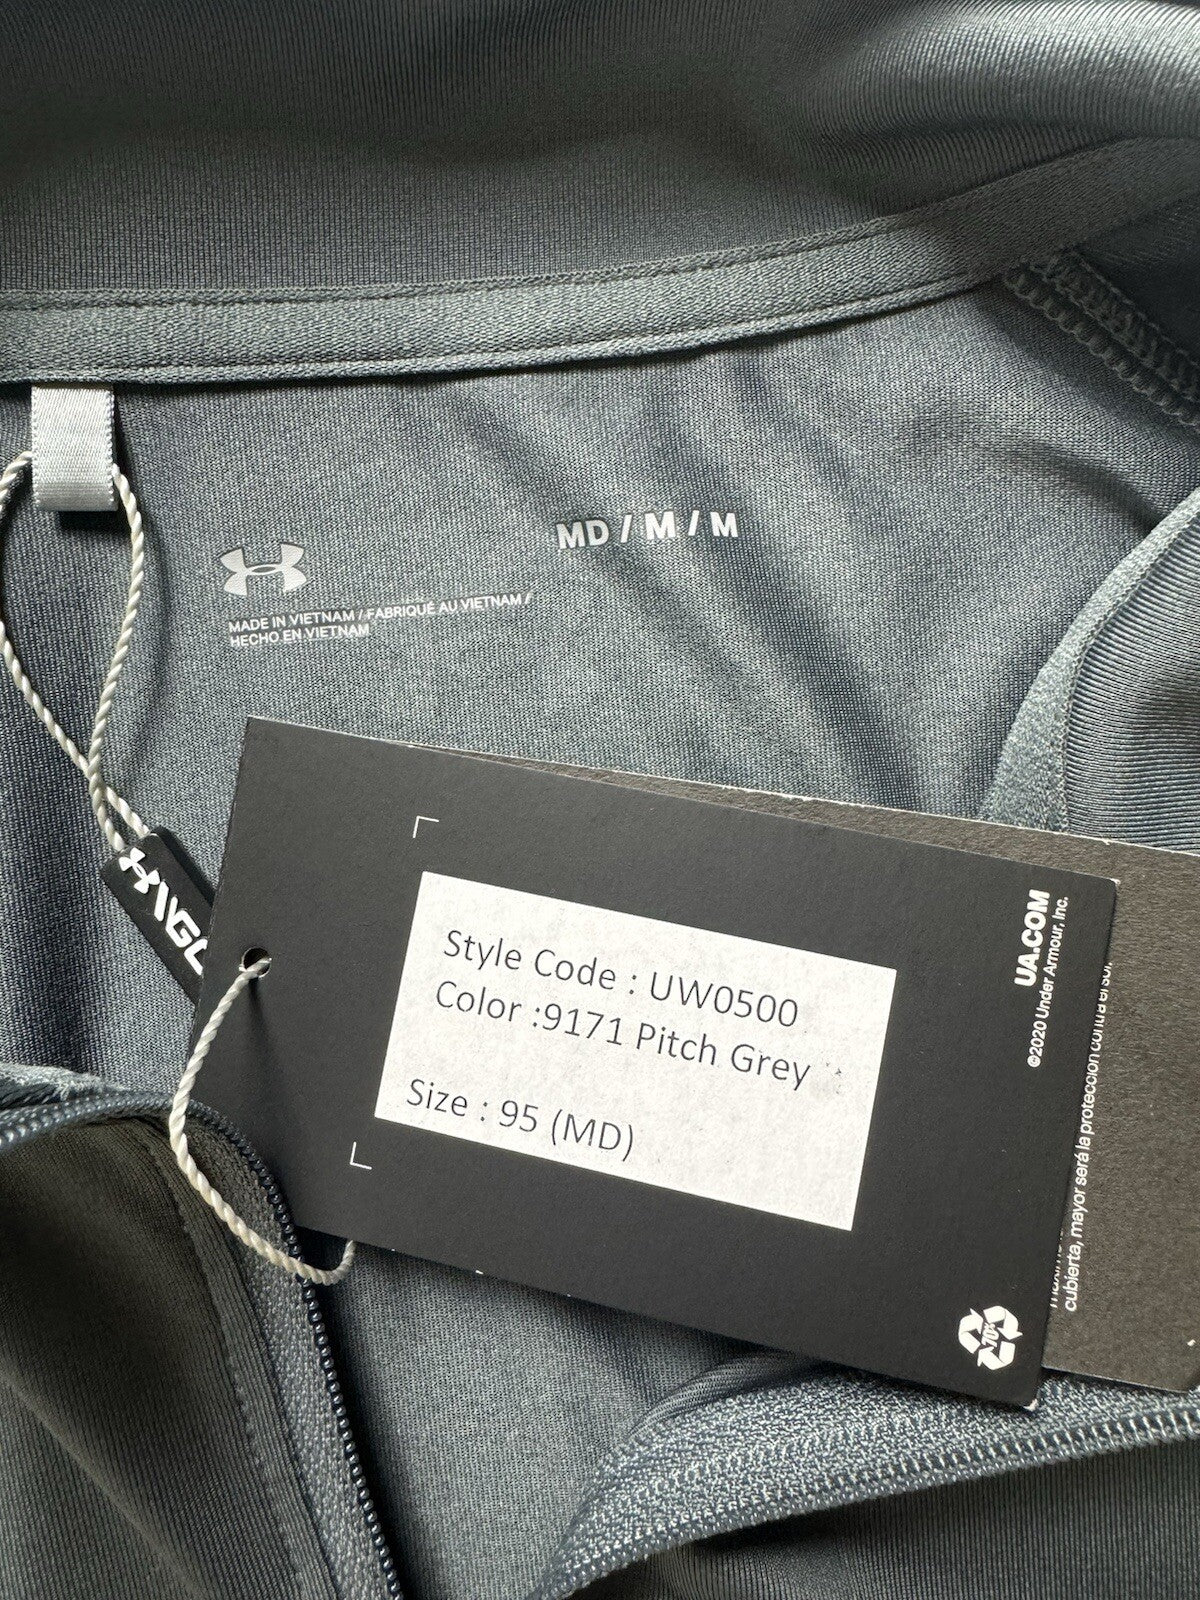 MD / M / M
MADE IN VIETNAM / FABRIQUÉ AU VIETNAM /
HECHO EN VIETNAM
Style Code : UW0500
Color :9171 Pitch Grey
Size : 95 (MD)
UA.COM
©2020 Under Armour, Inc.
protección contra el sol.
cubierta, mayor será la
70%